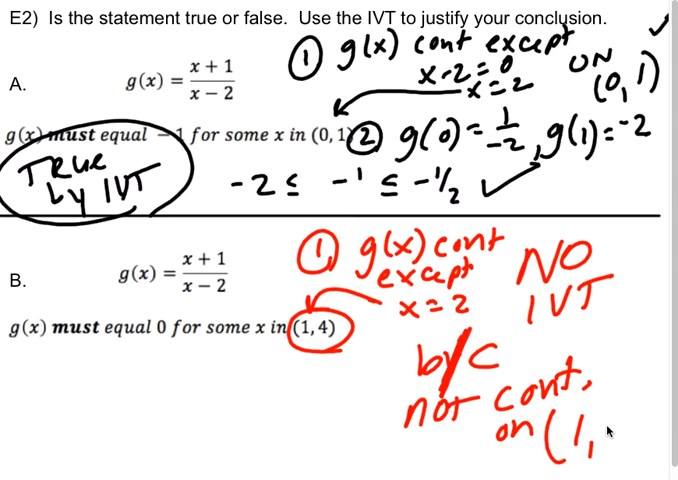 E2) Is the statement true or false. Use the IVT to justify your conclusion.
① g(x) cont except
x-2=0
x=2
ON
(0,1)
A.
g(x) = x + 1 / x − 2
g(x) must equal −1 for some x in (0,1)
② g(0)=1/-2, g(1)=-2
TRUE
by IVT
-2 ≤ -1 ≤ -1/2 ✓
B.
g(x) = x + 1 / x − 2
g(x) must equal 0 for some x in (1,4)
① g(x) cont
except
x=2
NO
IVT
b/c
not cont.
on (1,